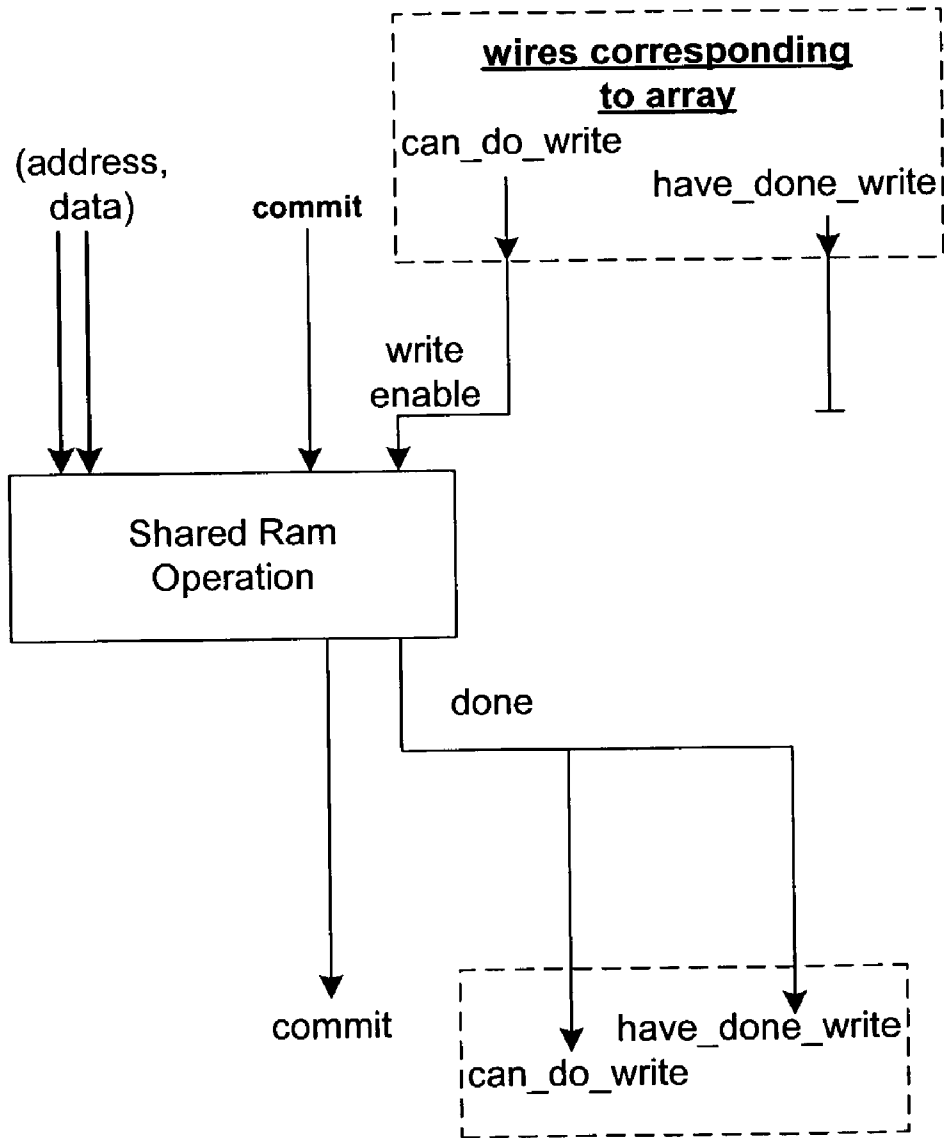 wires corresponding
to array
can_do_write
have_done_write
(address,
data)
commit
write
enable
Shared Ram
Operation
done
commit
have_done_write
can_do_write